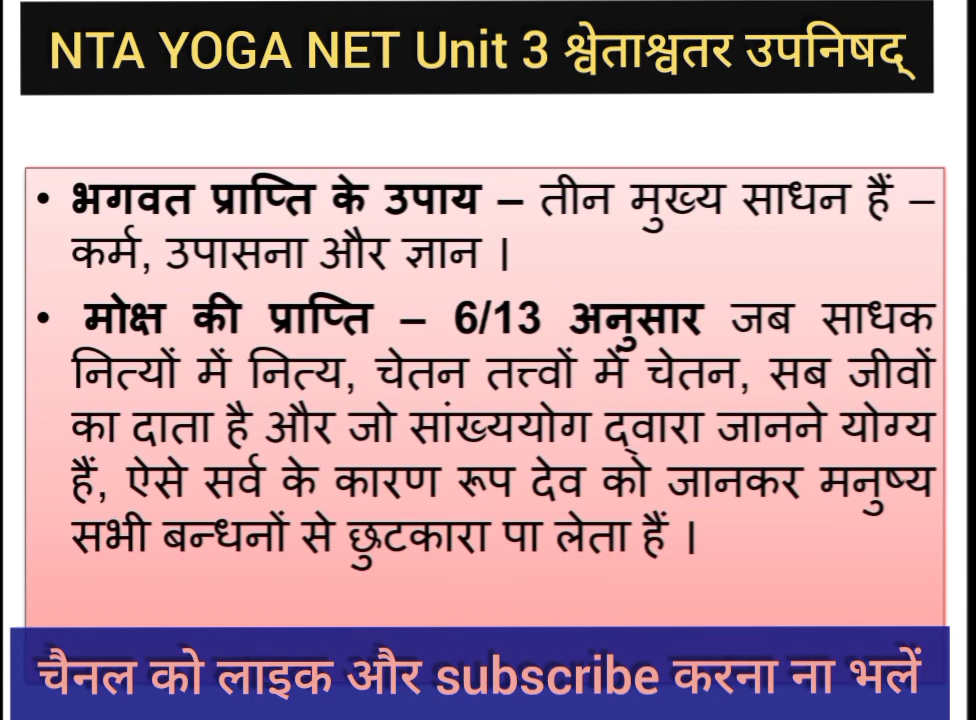 NTA YOGA NET Unit 3 श्वेताश्वतर उपनिषद्
• भगवत प्राप्ति के उपाय – तीन मुख्य साधन हैं –
कर्म, उपासना और ज्ञान ।
• मोक्ष की प्राप्ति – 6/13 अनुसार जब साधक
नित्यों में नित्य, चेतन तत्त्वों में चेतन, सब जीवों
का दाता है और जो सांख्ययोग द्वारा जानने योग्य
हैं, ऐसे सर्व के कारण रूप देव को जानकर मनुष्य
सभी बन्धनों से छुटकारा पा लेता हैं ।
चैनल को लाइक और subscribe करना ना भलें